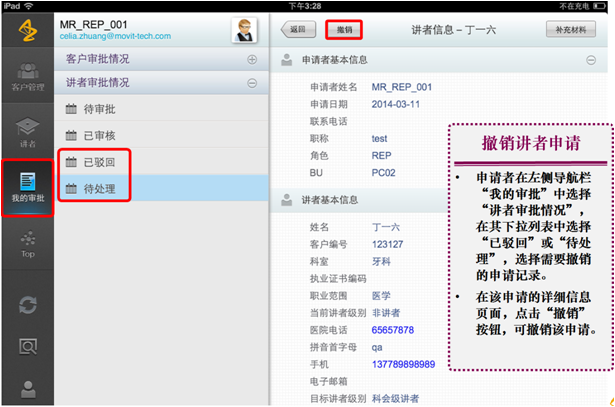 iPad
下午3:28
不在充电
MR_REP_001
celia.zhuang@movit-tech.com
客户管理
讲者
我的审批
Top
客户审批情况
讲者审批情况
待审批
已审核
已驳回
待处理
返回
撤销
讲者信息 – 丁一六
补充材料
申请者基本信息
申请者姓名 MR_REP_001
申请日期 2014-03-11
联系电话
职称 test
角色 REP
BU PC02
讲者基本信息
姓名 丁一六
客户编号 123127
科室 牙科
执业证书编码
职业范围 医学
当前讲者级别 非讲者
医院电话 65657878
拼音首字母 qa
手机 137789898989
电子邮箱
目标讲者级别 科会级讲者
撤销讲者申请
• 申请者在左侧导航栏
“我的审批”中选择
“讲者审批情况”，
在其下拉列表中选择
“已驳回”或“待处
理”，选择需要撤销
的申请记录。
• 在该申请的详细信息
页面，点击“撤销”
按钮，可撤销该申请。